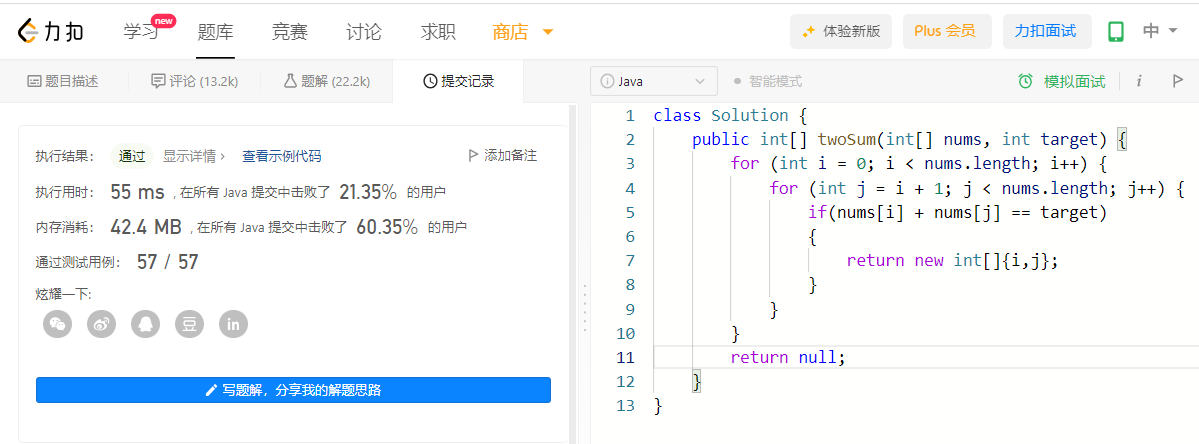 力扣 学习 new 题库 竞赛 讨论 求职 商店 体验新版 Plus 会员 力扣面试 中
题目描述 评论 (13.2k) 题解 (22.2k) 提交记录
执行结果： 通过 显示详情 › 查看示例代码 添加备注
执行用时： 55 ms , 在所有 Java 提交中击败了 21.35% 的用户
内存消耗： 42.4 MB , 在所有 Java 提交中击败了 60.35% 的用户
通过测试用例： 57 / 57
炫耀一下:
豆 in
写题解，分享我的解题思路
i Java 智能模式 模拟面试 i
1 class Solution {
2 public int[] twoSum(int[] nums, int target) {
3 for (int i = 0; i < nums.length; i++) {
4 for (int j = i + 1; j < nums.length; j++) {
5 if(nums[i] + nums[j] == target)
6 {
7 return new int[]{i,j};
8 }
9 }
10 }
11 return null;
12 }
13 }